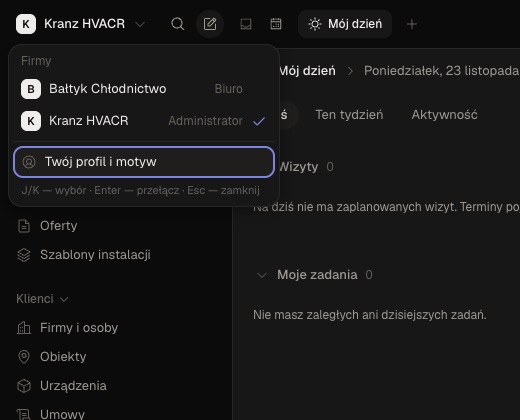 K Kranz HVACR
Mój dzień
Firmy
B Bałtyk Chłodnictwo Biuro
K Kranz HVACR Administrator
Twój profil i motyw
J/K — wybór · Enter — przełącz · Esc — zamknij
Mój dzień Poniedziałek, 23 listopada
Ten tydzień Aktywność
Wizyty 0
Na dziś nie ma zaplanowanych wizyt. Terminy
Oferty
Szablony instalacji
Moje zadania 0
Nie masz zaległych ani dzisiejszych zadań.
Klienci
Firmy i osoby
Obiekty
Urządzenia
Umowy